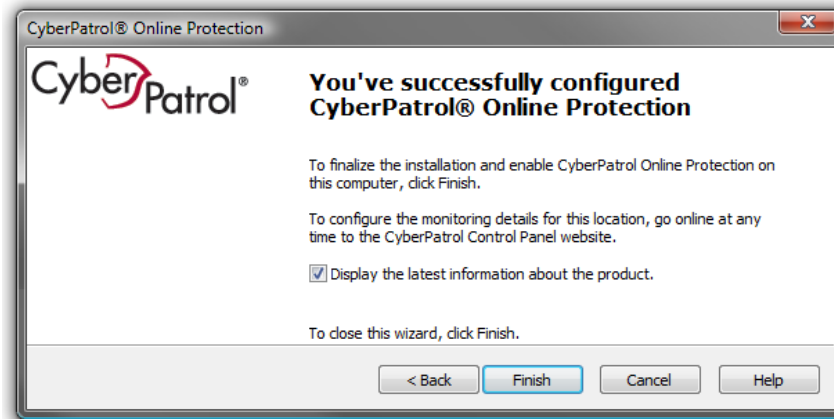 CyberPatrol® Online Protection
CyberPatrol®
You've successfully configured
CyberPatrol® Online Protection
To finalize the installation and enable CyberPatrol Online Protection on
this computer, click Finish.
To configure the monitoring details for this location, go online at any
time to the CyberPatrol Control Panel website.
Display the latest information about the product.
To close this wizard, click Finish.
< Back Finish Cancel Help